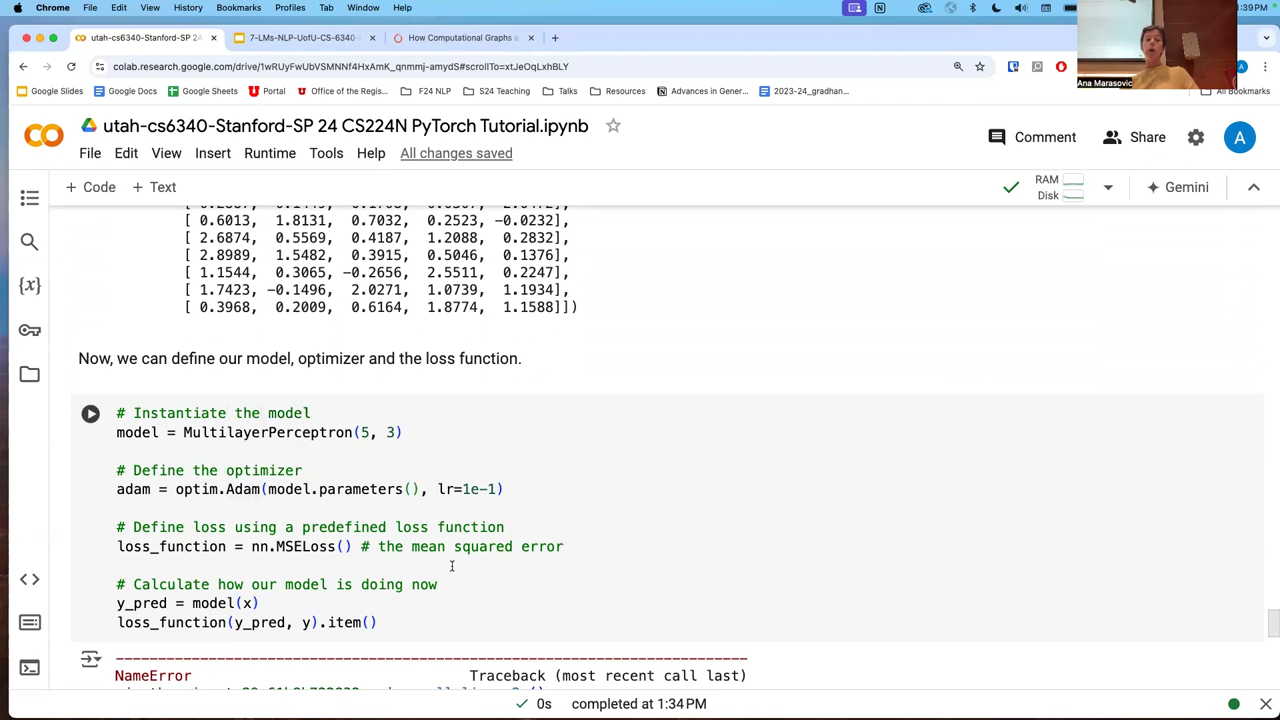 Chrome File Edit View History Bookmarks Profiles Tab Window Help
utah-cs6340-Stanford-SP 24
7-LMs-NLP-UofU-CS-6340-
How Computational Graphs a
colab.research.google.com/drive/1wRUyFwUbVSMNNf4HxAmK_qnmmj-amydS#scrollTo=xtJeOqLxhBLY
Google Slides Google Docs Google Sheets Portal Office of the Regi F24 NLP S24 Teaching Talks Resources Advances in Gener... 2023-24_gradhan... All Bookmarks
Ana Marasovic
utah-cs6340-Stanford-SP 24 CS224N PyTorch Tutorial.ipynb
Comment Share A
File Edit View Insert Runtime Tools Help All changes saved
+ Code + Text
RAM
Disk
Gemini
[ 0.6013, 1.8131, 0.7032, 0.2523, -0.0232],
[ 2.6874, 0.5569, 0.4187, 1.2088, 0.2832],
[ 2.8989, 1.5482, 0.3915, 0.5046, 0.1376],
[ 1.1544, 0.3065, -0.2656, 2.5511, 0.2247],
[ 1.7423, -0.1496, 2.0271, 1.0739, 1.1934],
[ 0.3968, 0.2009, 0.6164, 1.8774, 1.1588]])
Now, we can define our model, optimizer and the loss function.
# Instantiate the model
model = MultilayerPerceptron(5, 3)
# Define the optimizer
adam = optim.Adam(model.parameters(), lr=1e-1)
# Define loss using a predefined loss function
loss_function = nn.MSELoss() # the mean squared error
# Calculate how our model is doing now
y_pred = model(x)
loss_function(y_pred, y).item()
NameError Traceback (most recent call last)
0s completed at 1:34 PM